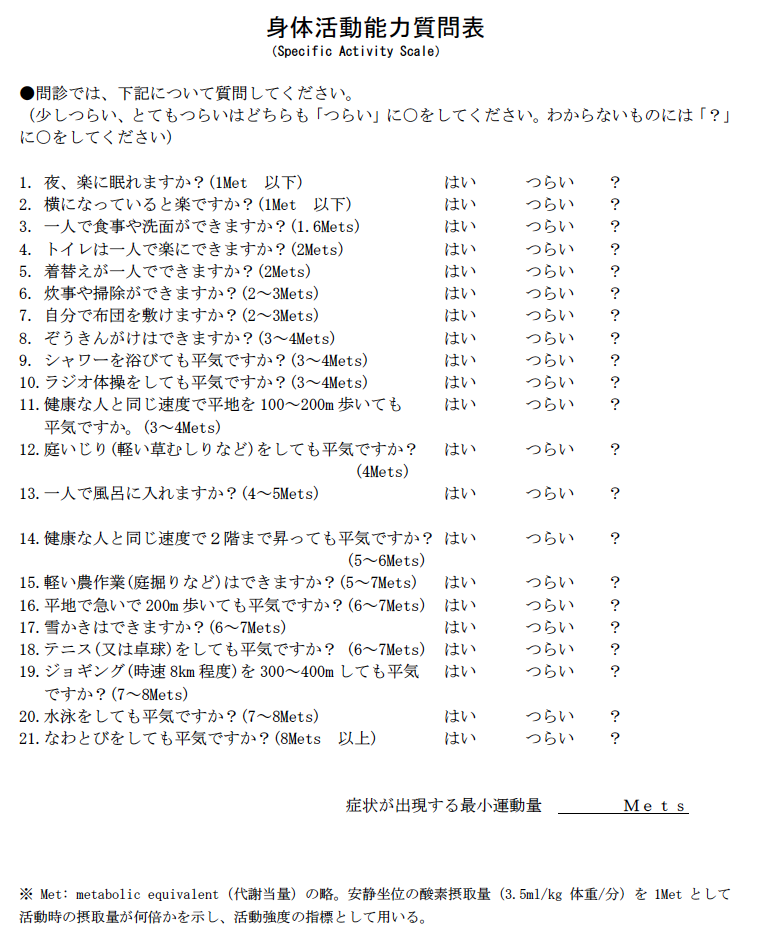 身体活動能力質問表
(Specific Activity Scale)
●問診では、下記について質問してください。
(少しつらい、とてもつらいはどちらも「つらい」に○をしてください。わからないものには「？」
に○をしてください)
1. 夜、楽に眠れますか？(1Met　以下)　はい　つらい　？
2. 横になっていると楽ですか？(1Met　以下)　はい　つらい　？
3. 一人で食事や洗面ができますか？(1.6Mets)　はい　つらい　？
4. トイレは一人で楽にできますか？(2Mets)　はい　つらい　？
5. 着替えが一人でできますか？(2Mets)　はい　つらい　？
6. 炊事や掃除ができますか？(2～3Mets)　はい　つらい　？
7. 自分で布団を敷けますか？(2～3Mets)　はい　つらい　？
8. ぞうきんがけはできますか？(3～4Mets)　はい　つらい　？
9. シャワーを浴びても平気ですか？(3～4Mets)　はい　つらい　？
10.ラジオ体操をしても平気ですか？(3～4Mets)　はい　つらい　？
11.健康な人と同じ速度で平地を100～200m歩いても　はい　つらい　？
平気ですか。(3～4Mets)
12.庭いじり(軽い草むしりなど)をしても平気ですか？　はい　つらい　？
(4Mets)
13.一人で風呂に入れますか？(4～5Mets)　はい　つらい　？
14.健康な人と同じ速度で２階まで昇っても平気ですか？　はい　つらい　？
(5～6Mets)
15.軽い農作業(庭掘りなど)はできますか？(5～7Mets)　はい　つらい　？
16.平地で急いで200m歩いても平気ですか？(6～7Mets)　はい　つらい　？
17.雪かきはできますか？(6～7Mets)　はい　つらい　？
18.テニス(又は卓球)をしても平気ですか？ (6～7Mets)　はい　つらい　？
19.ジョギング(時速8km程度)を300～400mしても平気　はい　つらい　？
ですか？(7～8Mets)
20.水泳をしても平気ですか？(7～8Mets)　はい　つらい　？
21.なわとびをしても平気ですか？(8Mets　以上)　はい　つらい　？
症状が出現する最小運動量　Ｍｅｔｓ
※ Met: metabolic equivalent (代謝当量) の略。安静坐位の酸素摂取量 (3.5ml/kg 体重/分) を 1Met として
活動時の摂取量が何倍かを示し、活動強度の指標として用いる。